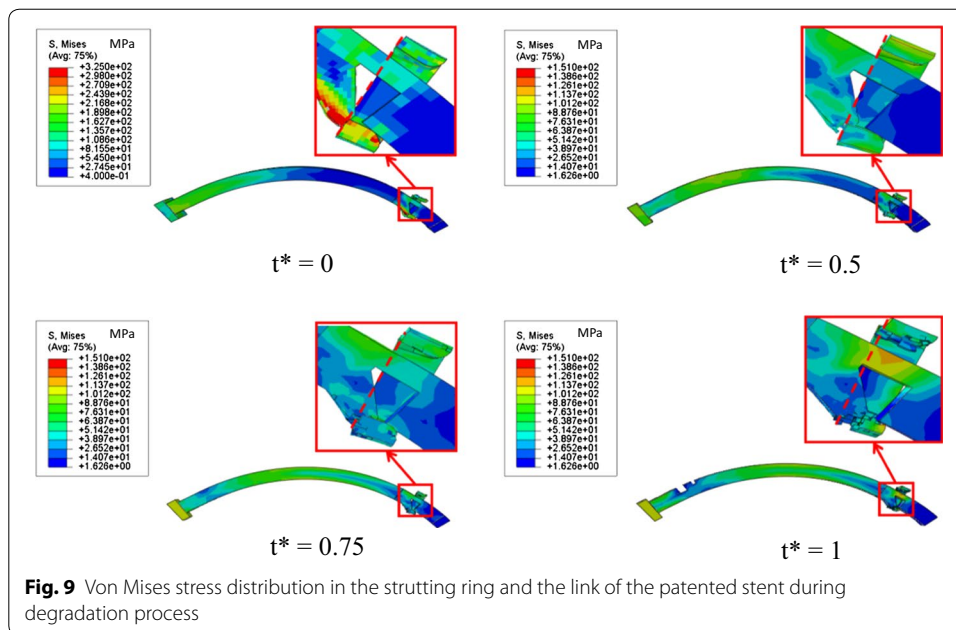 S, Mises MPa
(Avg: 75%)
+3.250e+02
+2.980e+02
+2.709e+02
+2.439e+02
+2.168e+02
+1.898e+02
+1.627e+02
+1.357e+02
+1.086e+02
+8.155e+01
+5.450e+01
+2.745e+01
+4.000e-01
t* = 0
S, Mises MPa
(Avg: 75%)
+1.510e+02
+1.386e+02
+1.261e+02
+1.137e+02
+1.012e+02
+8.876e+01
+7.631e+01
+6.387e+01
+5.142e+01
+3.897e+01
+2.652e+01
+1.407e+01
+1.626e+00
t* = 0.5
S, Mises MPa
(Avg: 75%)
+1.510e+02
+1.386e+02
+1.261e+02
+1.137e+02
+1.012e+02
+8.876e+01
+7.631e+01
+6.387e+01
+5.142e+01
+3.897e+01
+2.652e+01
+1.407e+01
+1.626e+00
t* = 0.75
S, Mises MPa
(Avg: 75%)
+1.510e+02
+1.386e+02
+1.261e+02
+1.137e+02
+1.012e+02
+8.876e+01
+7.631e+01
+6.387e+01
+5.142e+01
+3.897e+01
+2.652e+01
+1.407e+01
+1.626e+00
t* = 1
Fig. 9 Von Mises stress distribution in the strutting ring and the link of the patented stent during
degradation process